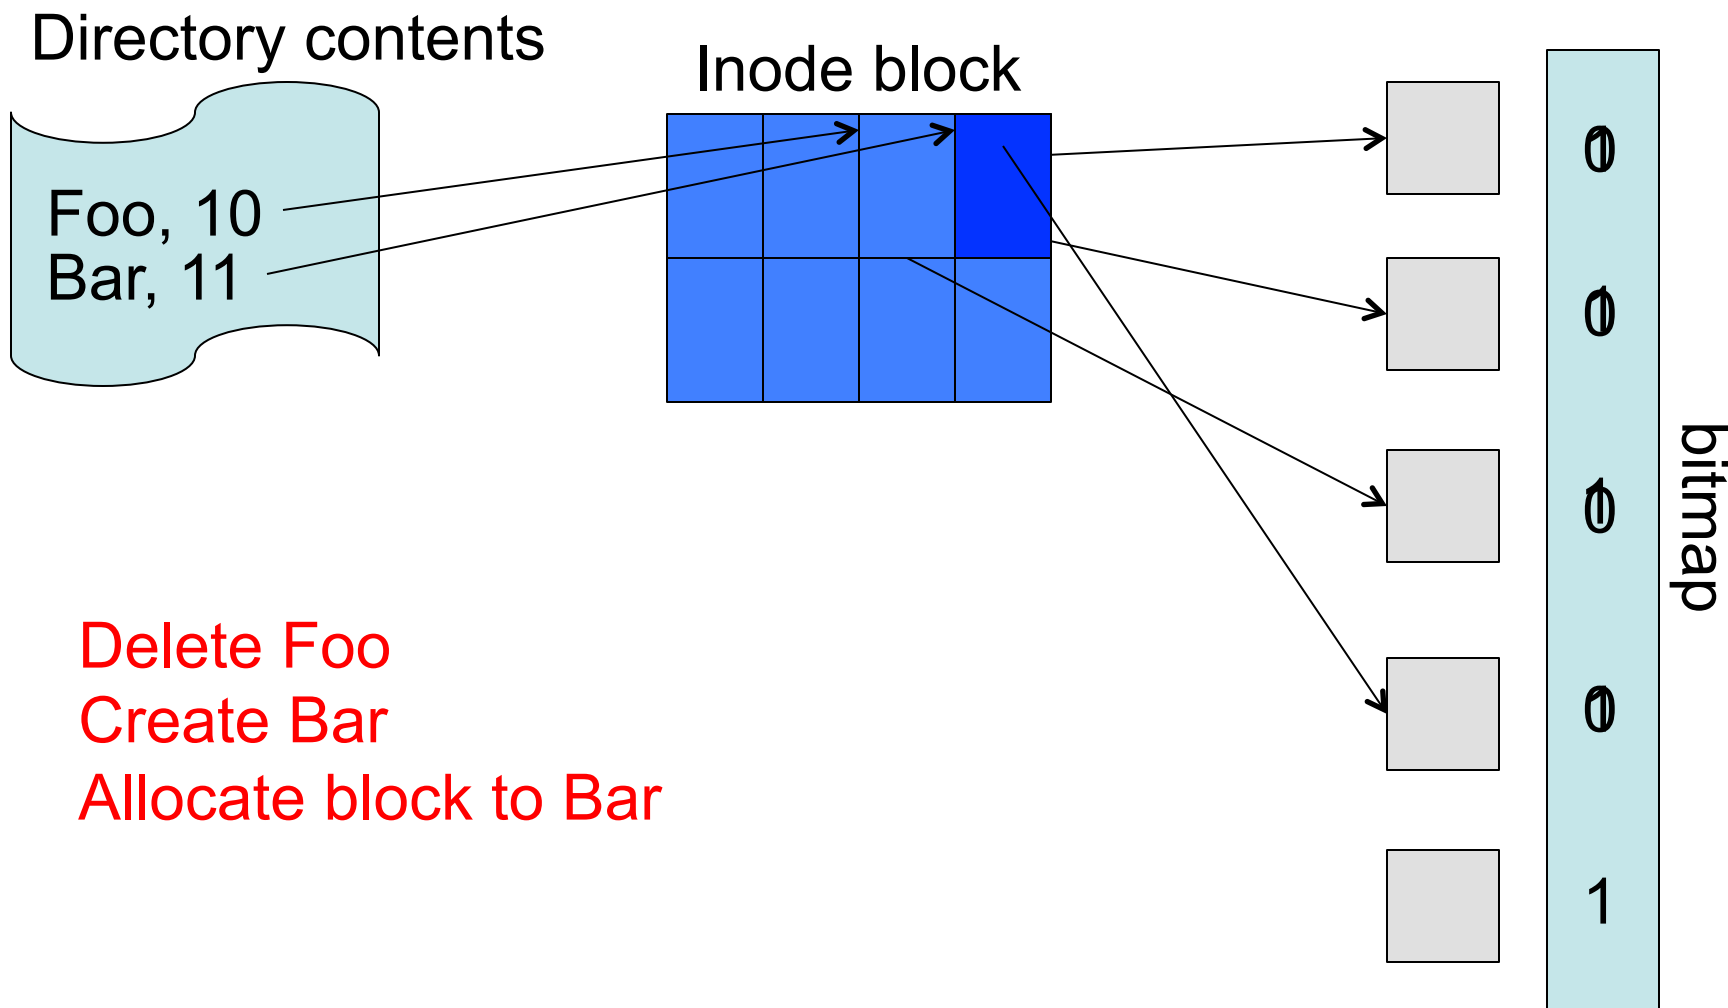 Directory contents
Inode block
Foo, 10
Bar, 11
bitmap
Delete Foo
Create Bar
Allocate block to Bar
1